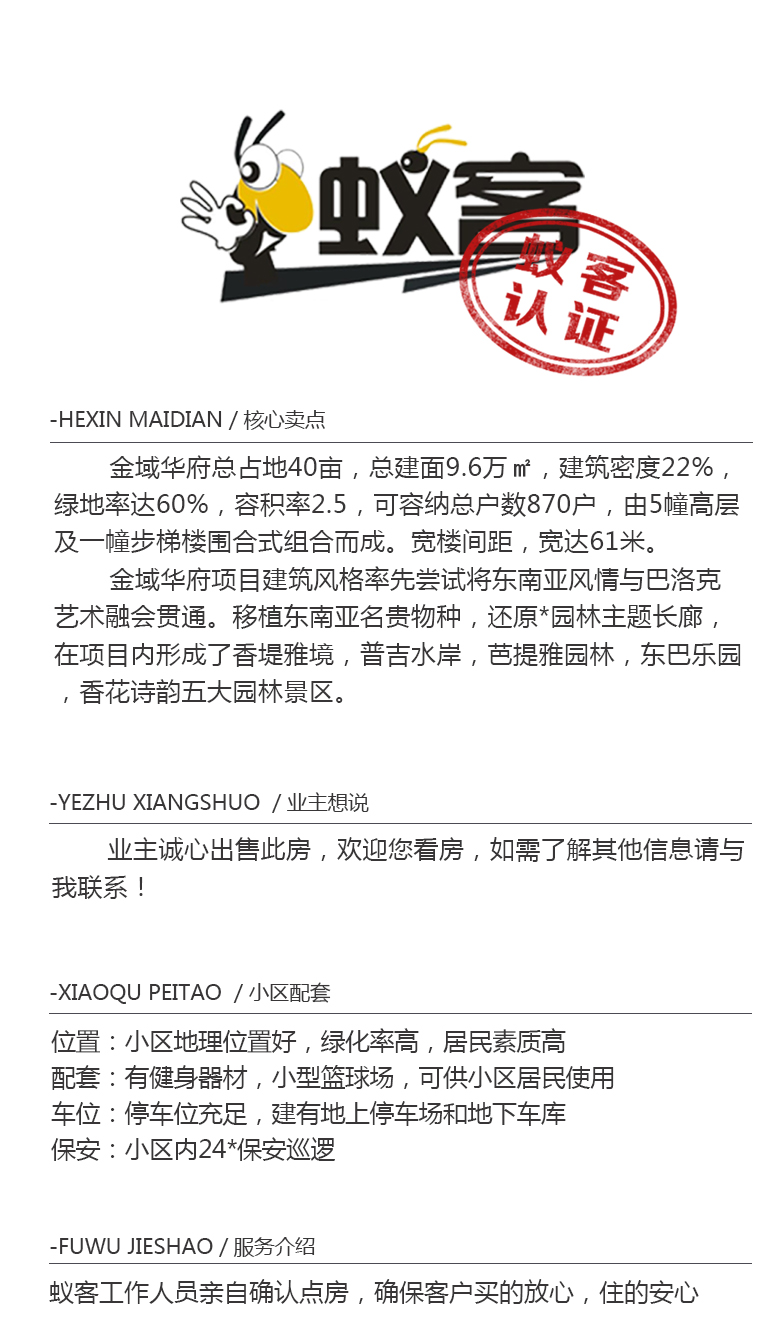 蚁客
蚁客
认证
-HEXIN MAIDIAN / 核心卖点
金域华府总占地40亩，总建面9.6万㎡，建筑密度22%，
绿地率达60%，容积率2.5，可容纳总户数870户，由5幢高层
及一幢步梯楼围合式组合而成。宽楼间距，宽达61米。
金域华府项目建筑风格率先尝试将东南亚风情与巴洛克
艺术融会贯通。移植东南亚名贵物种，还原*园林主题长廊，
在项目内形成了香堤雅境，普吉水岸，芭提雅园林，东巴乐园
，香花诗韵五大园林景区。
-YEZHU XIANGSHUO / 业主想说
业主诚心出售此房，欢迎您看房，如需了解其他信息请与
我联系！
-XIAOQU PEITAO / 小区配套
位置：小区地理位置好，绿化率高，居民素质高
配套：有健身器材，小型篮球场，可供小区居民使用
车位：停车位充足，建有地上停车场和地下车库
保安：小区内24*保安巡逻
-FUWU JIESHAO / 服务介绍
蚁客工作人员亲自确认点房，确保客户买的放心，住的安心